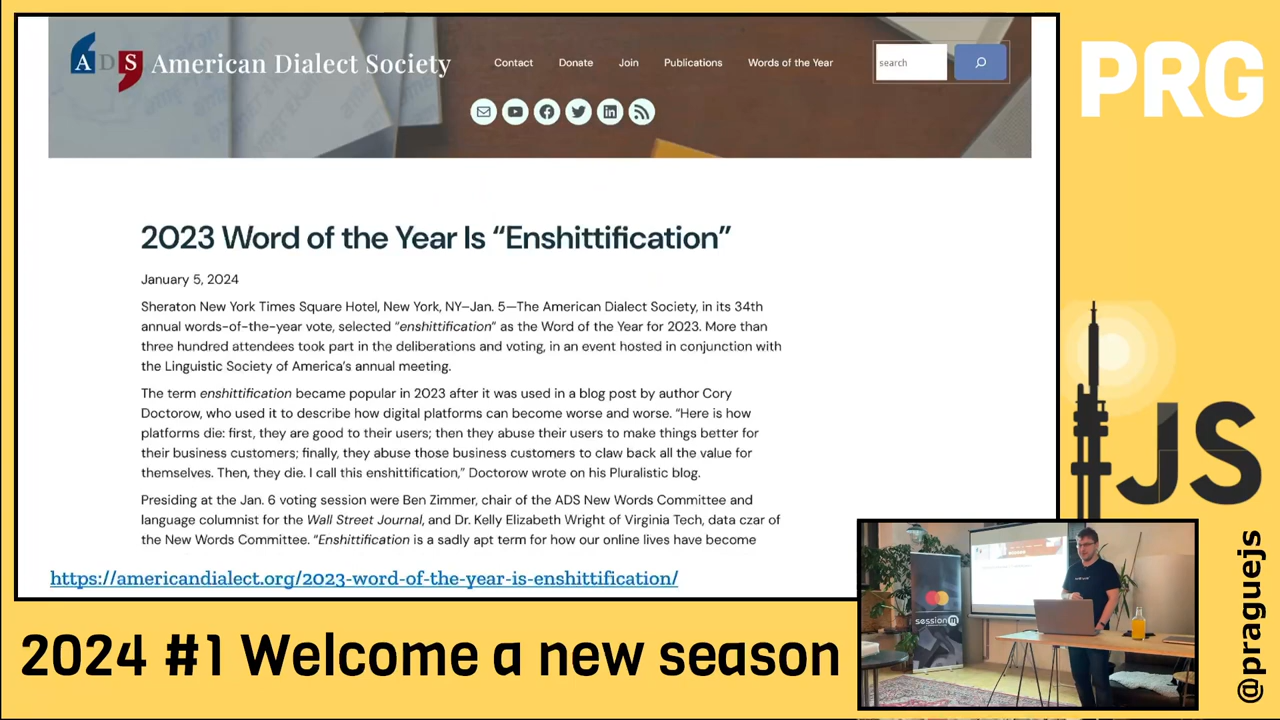 ADS American Dialect Society
Contact Donate Join Publications Words of the Year
search
2023 Word of the Year Is “Enshittification”
January 5, 2024
Sheraton New York Times Square Hotel, New York, NY–Jan. 5—The American Dialect Society, in its 34th
annual words-of-the-year vote, selected “enshittification” as the Word of the Year for 2023. More than
three hundred attendees took part in the deliberations and voting, in an event hosted in conjunction with
the Linguistic Society of America’s annual meeting.
The term enshittification became popular in 2023 after it was used in a blog post by author Cory
Doctorow, who used it to describe how digital platforms can become worse and worse. “Here is how
platforms die: first, they are good to their users; then they abuse their users to make things better for
their business customers; finally, they abuse those business customers to claw back all the value for
themselves. Then, they die. I call this enshittification,” Doctorow wrote on his Pluralistic blog.
Presiding at the Jan. 6 voting session were Ben Zimmer, chair of the ADS New Words Committee and
language columnist for the Wall Street Journal, and Dr. Kelly Elizabeth Wright of Virginia Tech, data czar of
the New Words Committee. “Enshittification is a sadly apt term for how our online lives have become
https://americandialect.org/2023-word-of-the-year-is-enshittification/
2024 #1 Welcome a new season
PRG
JS
@praguejs
sessionm